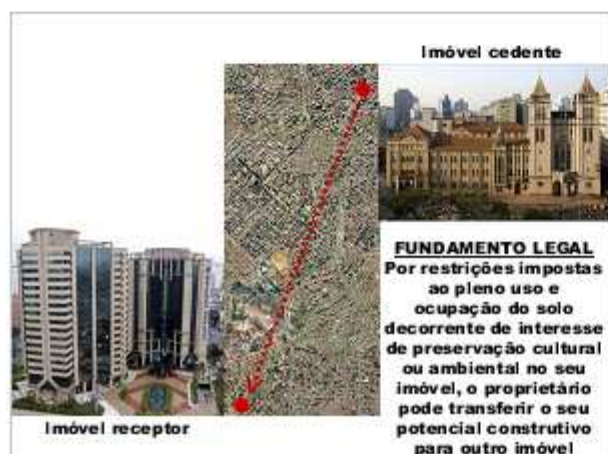 Imóvel cedente
FUNDAMENTO LEGAL
Por restrições impostas
ao pleno uso e
ocupação do solo
decorrente de interesse
de preservação cultural
ou ambiental no seu
imóvel, o proprietário
pode transferir o seu
potencial construtivo
para outro imóvel
Imóvel receptor